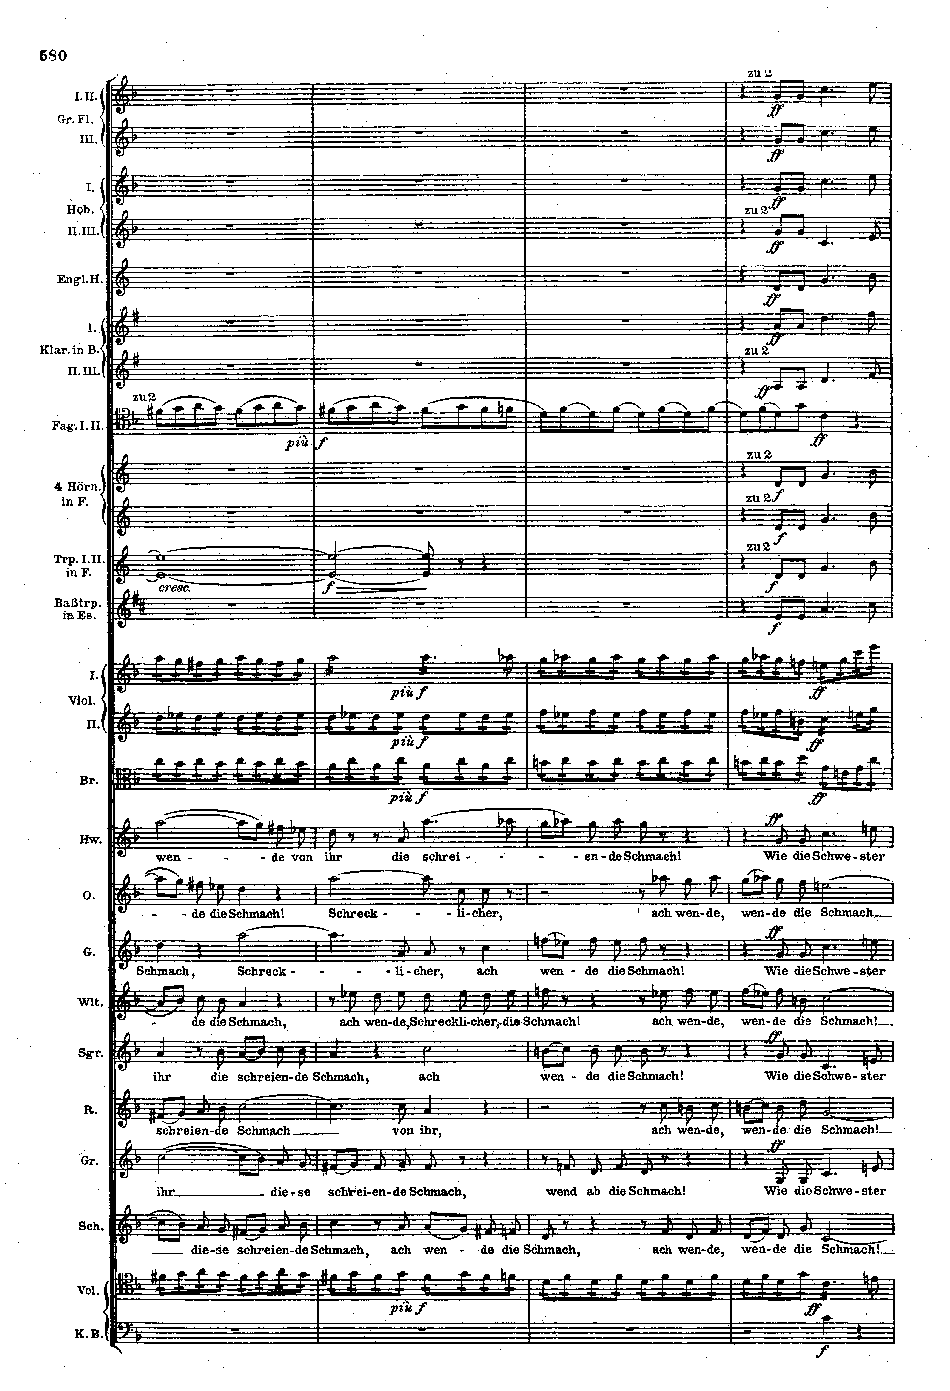 580
zu 2
I. II.
Gr. Fl.
III.
ff
ff
I.
Hob.
II. III.
ff
zu 2
ff
Engl. H.
ff
I.
Klar. in B.
II. III.
ff
zu 2
ff
zu 2
Fag. I. II.
più f
ff
zu 2
4 Hörn.
in F.
f
zu 2
f
Trp. I. II.
in F.
cresc.
f
zu 2
f
Baßtrp.
in Es.
f
I.
Viol.
II.
più f
ff
più f
ff
Br.
più f
ff
Hw.
ff
wen - - - de von ihr die schrei - - - - en-de Schmach! Wie die Schwe-ster
O.
- - de die Schmach! Schreck - - - li-cher, ach wen-de, wen-de die Schmach
G.
ff
Schmach, Schreck - - - - li-cher, ach wen - de die Schmach! Wie die Schwe-ster
Wlt.
- de die Schmach, ach wen-de, Schreckli-cher, die Schmach! ach wen-de, wen-de die Schmach!
Sgr.
ff
ihr die schreien-de Schmach, ach wen - de die Schmach! Wie die Schwe-ster
R.
schreien-de Schmach von ihr, ach wen-de, wen-de die Schmach!
Gr.
ff
ihr die-se schrei-en-de Schmach, wend ab die Schmach! Wie die Schwe-ster
Sch.
die-se schreien-de Schmach, ach wen - de die Schmach, ach wen-de, wen-de die Schmach!
Vcl.
più f
ff
K. B.
f